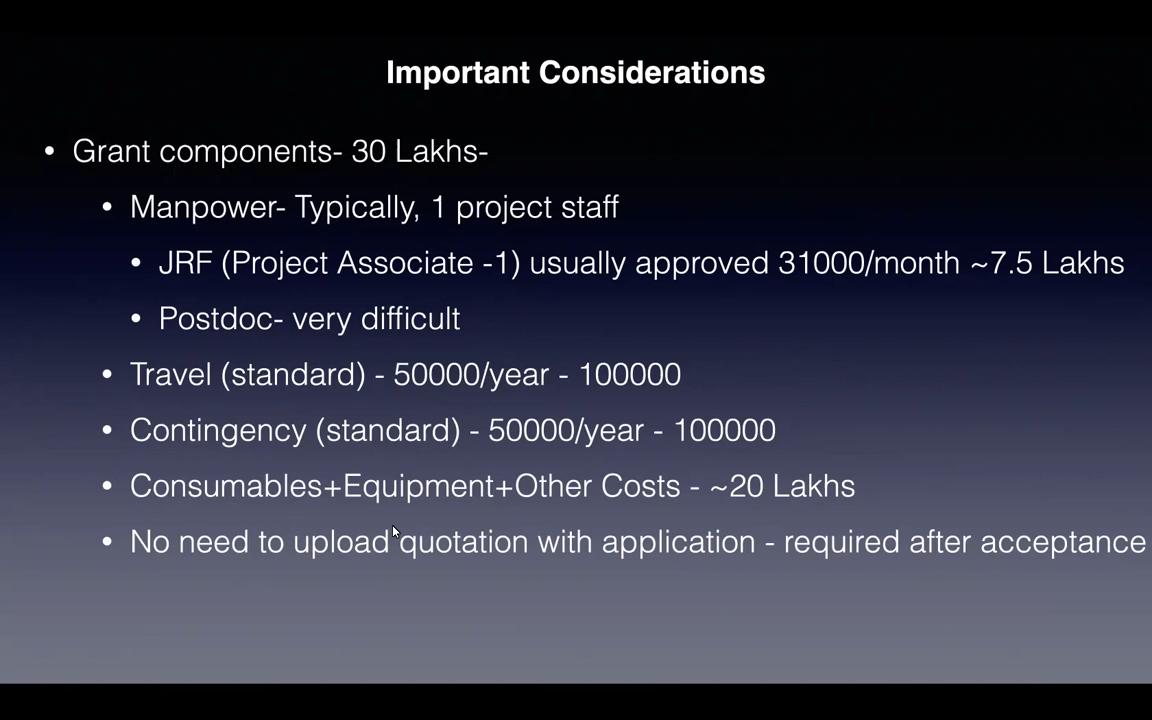 Important Considerations
• Grant components- 30 Lakhs-
• Manpower- Typically, 1 project staff
• JRF (Project Associate -1) usually approved 31000/month ~7.5 Lakhs
• Postdoc- very difficult
• Travel (standard) - 50000/year - 100000
• Contingency (standard) - 50000/year - 100000
• Consumables+Equipment+Other Costs - ~20 Lakhs
• No need to upload quotation with application - required after acceptance